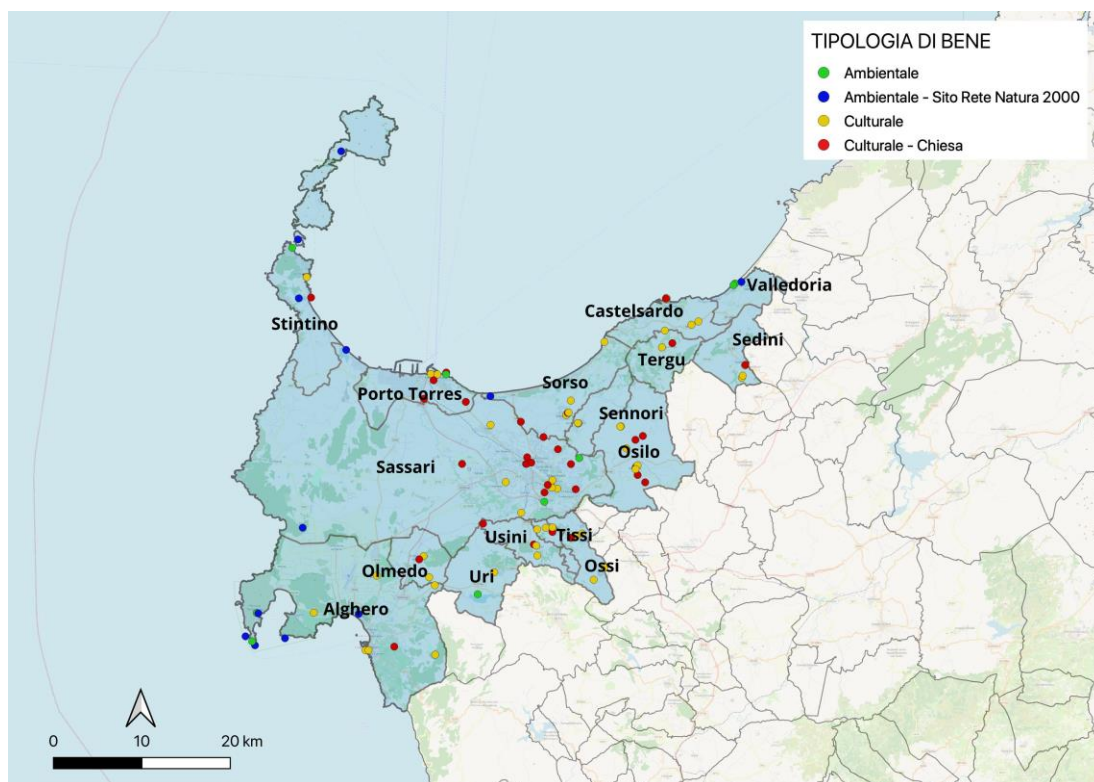 TIPOLOGIA DI BENE
Ambientale
Ambientale - Sito Rete Natura 2000
Culturale
Culturale - Chiesa
Valledoria
Castelsardo
Stintino
Sedini
Tergu
Sorso
Porto Torres
Sennori
Sassari
Osilo
Usini
Tissi
Olmedo
Uri
Ossi
Alghero
0 10 20 km